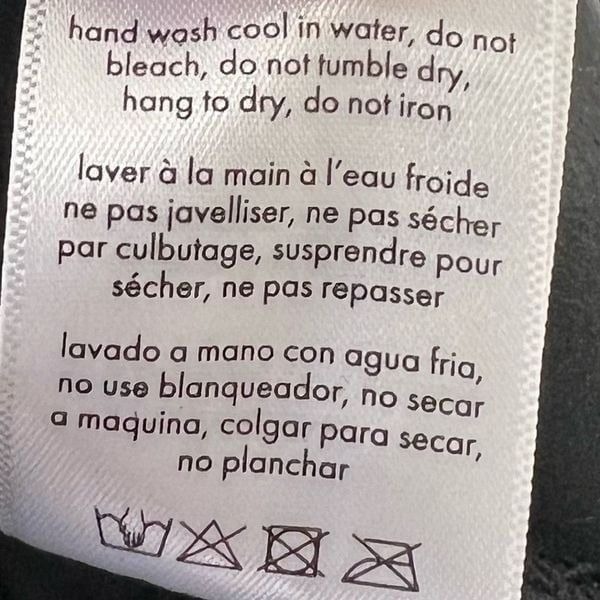 hand wash cool in water, do not
bleach, do not tumble dry,
hang to dry, do not iron
laver à la main à l'eau froide
ne pas javelliser, ne pas sécher
par culbutage, susprendre pour
sécher, ne pas repasser
lavado a mano con agua fria,
no use blanqueador, no secar
a maquina, colgar para secar,
no planchar